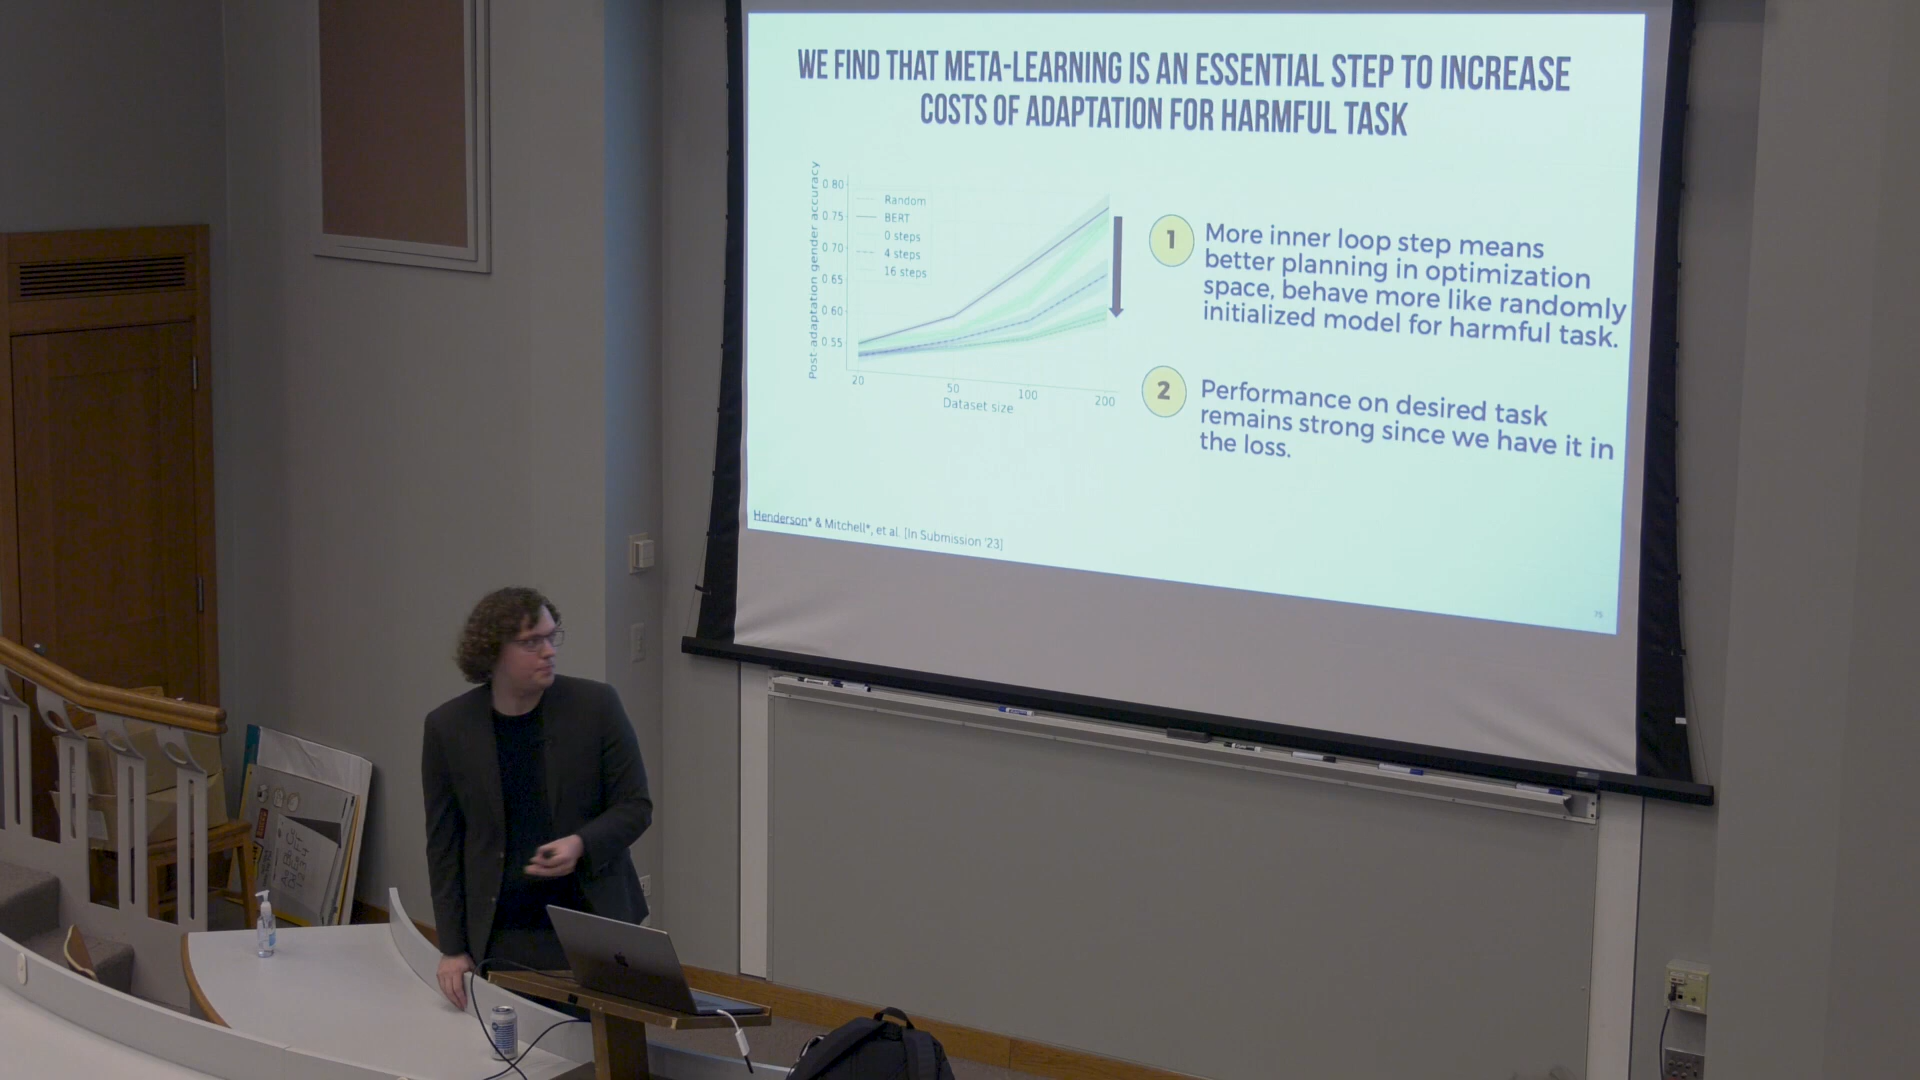 WE FIND THAT META-LEARNING IS AN ESSENTIAL STEP TO INCREASE
COSTS OF ADAPTATION FOR HARMFUL TASK
Post-adaptation gender accuracy
0.80
0.75
0.70
0.65
0.60
0.55
Random
BERT
0 steps
4 steps
16 steps
20
50
100
200
Dataset size
1
More inner loop step means
better planning in optimization
space, behave more like randomly
initialized model for harmful task.
2
Performance on desired task
remains strong since we have it in
the loss.
Henderson* & Mitchell*, et al. [In Submission '23]